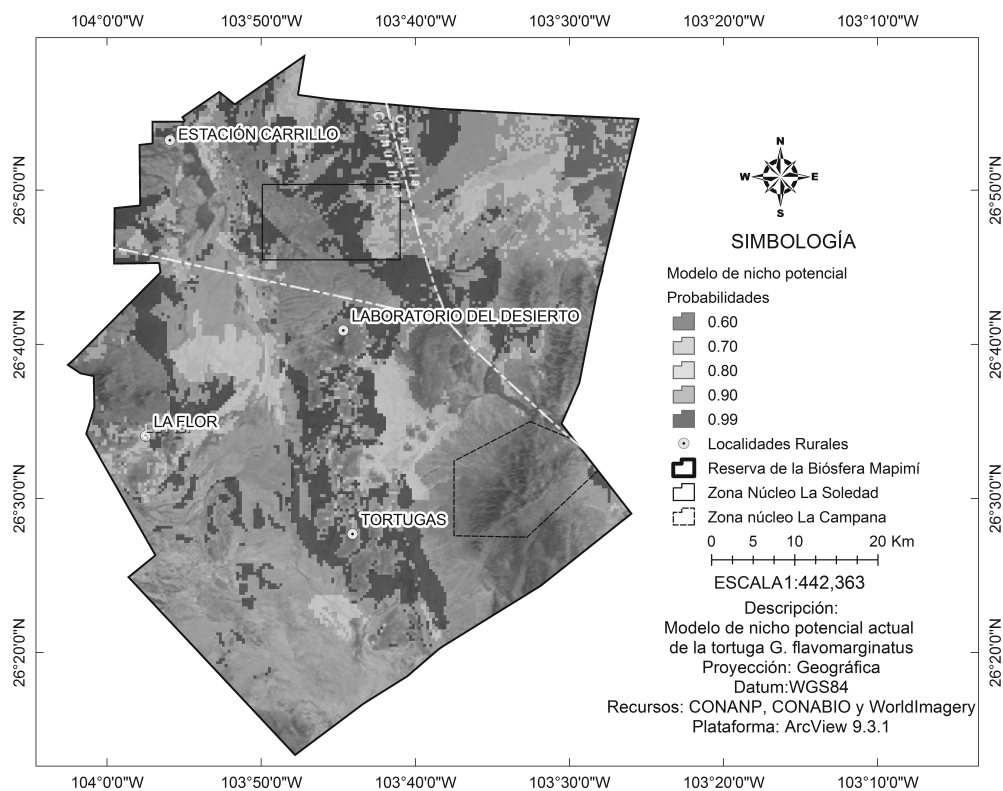 104°0'0"W 103°50'0"W 103°40'0"W 103°30'0"W 103°20'0"W 103°10'0"W
26°50'0"N
26°40'0"N
26°30'0"N
26°20'0"N
ESTACIÓN CARRILLO
Chihuahua
Coahuila
LABORATORIO DEL DESIERTO
LA FLOR
TORTUGAS
N
W E
S
SIMBOLOGÍA
Modelo de nicho potencial
Probabilidades
0.60
0.70
0.80
0.90
0.99
Localidades Rurales
Reserva de la Biósfera Mapimí
Zona Núcleo La Soledad
Zona núcleo La Campana
0 5 10 20 Km
ESCALA1:442,363
Descripción:
Modelo de nicho potencial actual
de la tortuga G. flavomarginatus
Proyección: Geográfica
Datum:WGS84
Recursos: CONANP, CONABIO y WorldImagery
Plataforma: ArcView 9.3.1
26°50'0"N
26°40'0"N
26°30'0"N
26°20'0"N
104°0'0"W 103°50'0"W 103°40'0"W 103°30'0"W 103°20'0"W 103°10'0"W